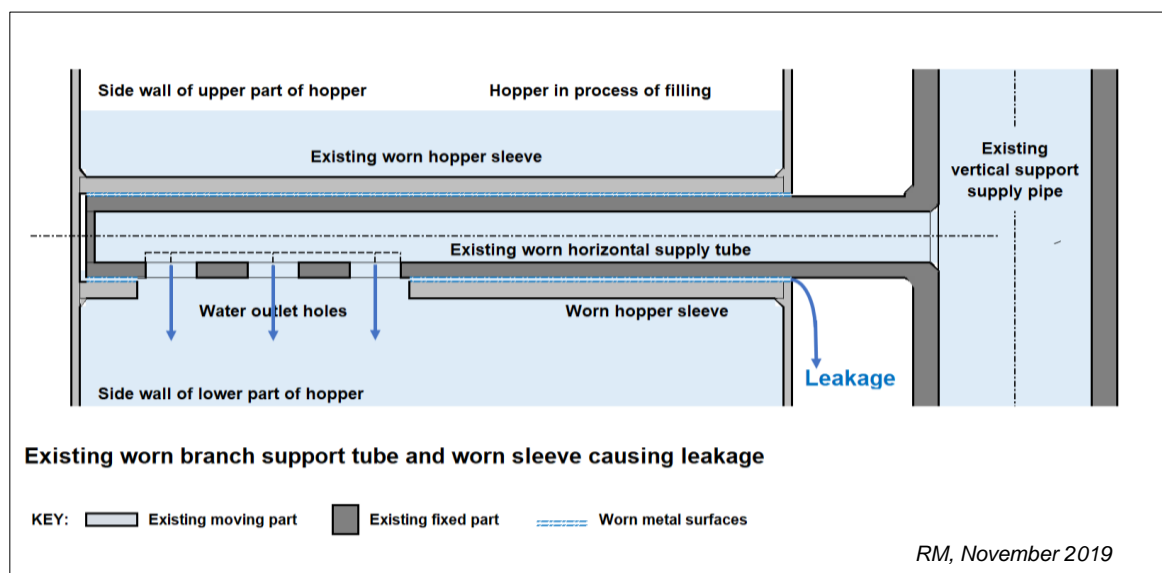 Side wall of upper part of hopper
Hopper in process of filling
Existing worn hopper sleeve
Existing
vertical support
supply pipe
Existing worn horizontal supply tube
Water outlet holes
Worn hopper sleeve
Leakage
Side wall of lower part of hopper
Existing worn branch support tube and worn sleeve causing leakage
KEY: Existing moving part Existing fixed part Worn metal surfaces
RM, November 2019